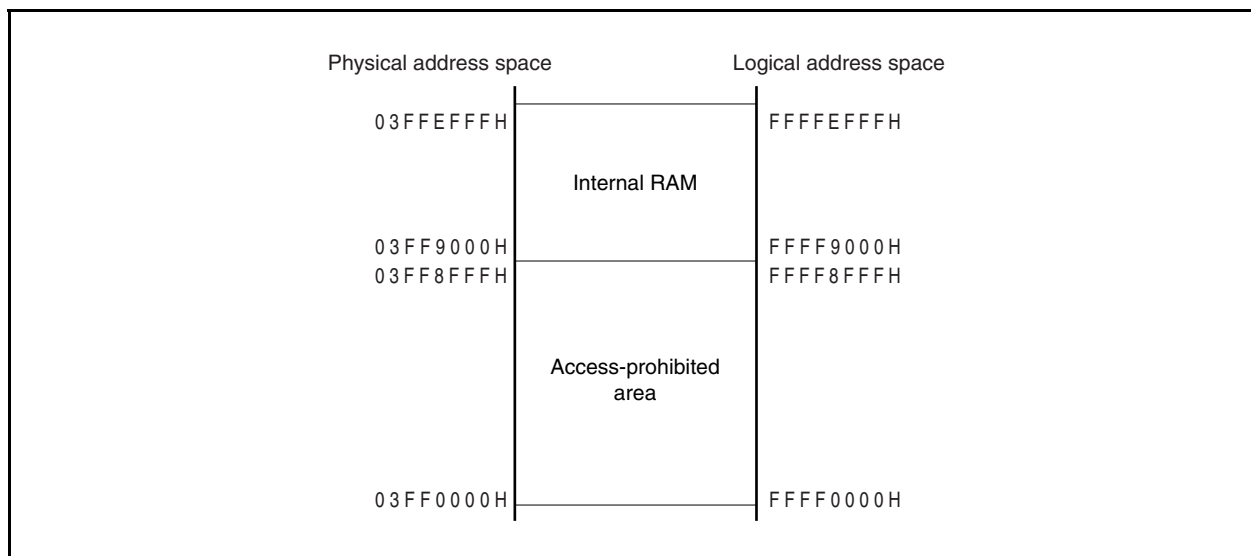 Physical address space
Logical address space
03FFEFFFH
FFFFEFFFH
Internal RAM
03FF9000H
FFFF9000H
03FF8FFFH
FFFF8FFFH
Access-prohibited
area
03FF0000H
FFFF0000H